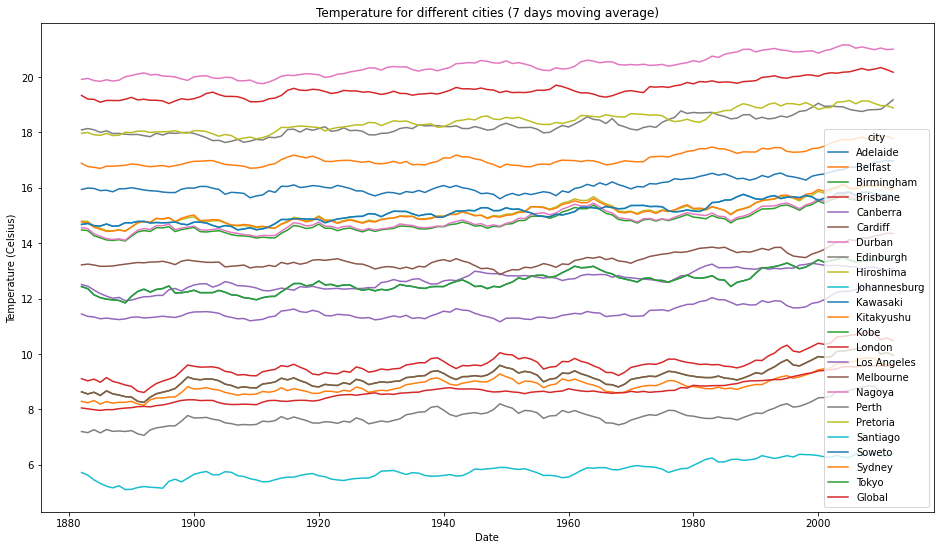 Temperature for different cities (7 days moving average)
Temperature (Celsius)
20
18
16
14
12
10
8
6
1880
1900
1920
1940
1960
1980
2000
Date
city
Adelaide
Belfast
Birmingham
Brisbane
Canberra
Cardiff
Durban
Edinburgh
Hiroshima
Johannesburg
Kawasaki
Kitakyushu
Kobe
London
Los Angeles
Melbourne
Nagoya
Perth
Pretoria
Santiago
Soweto
Sydney
Tokyo
Global